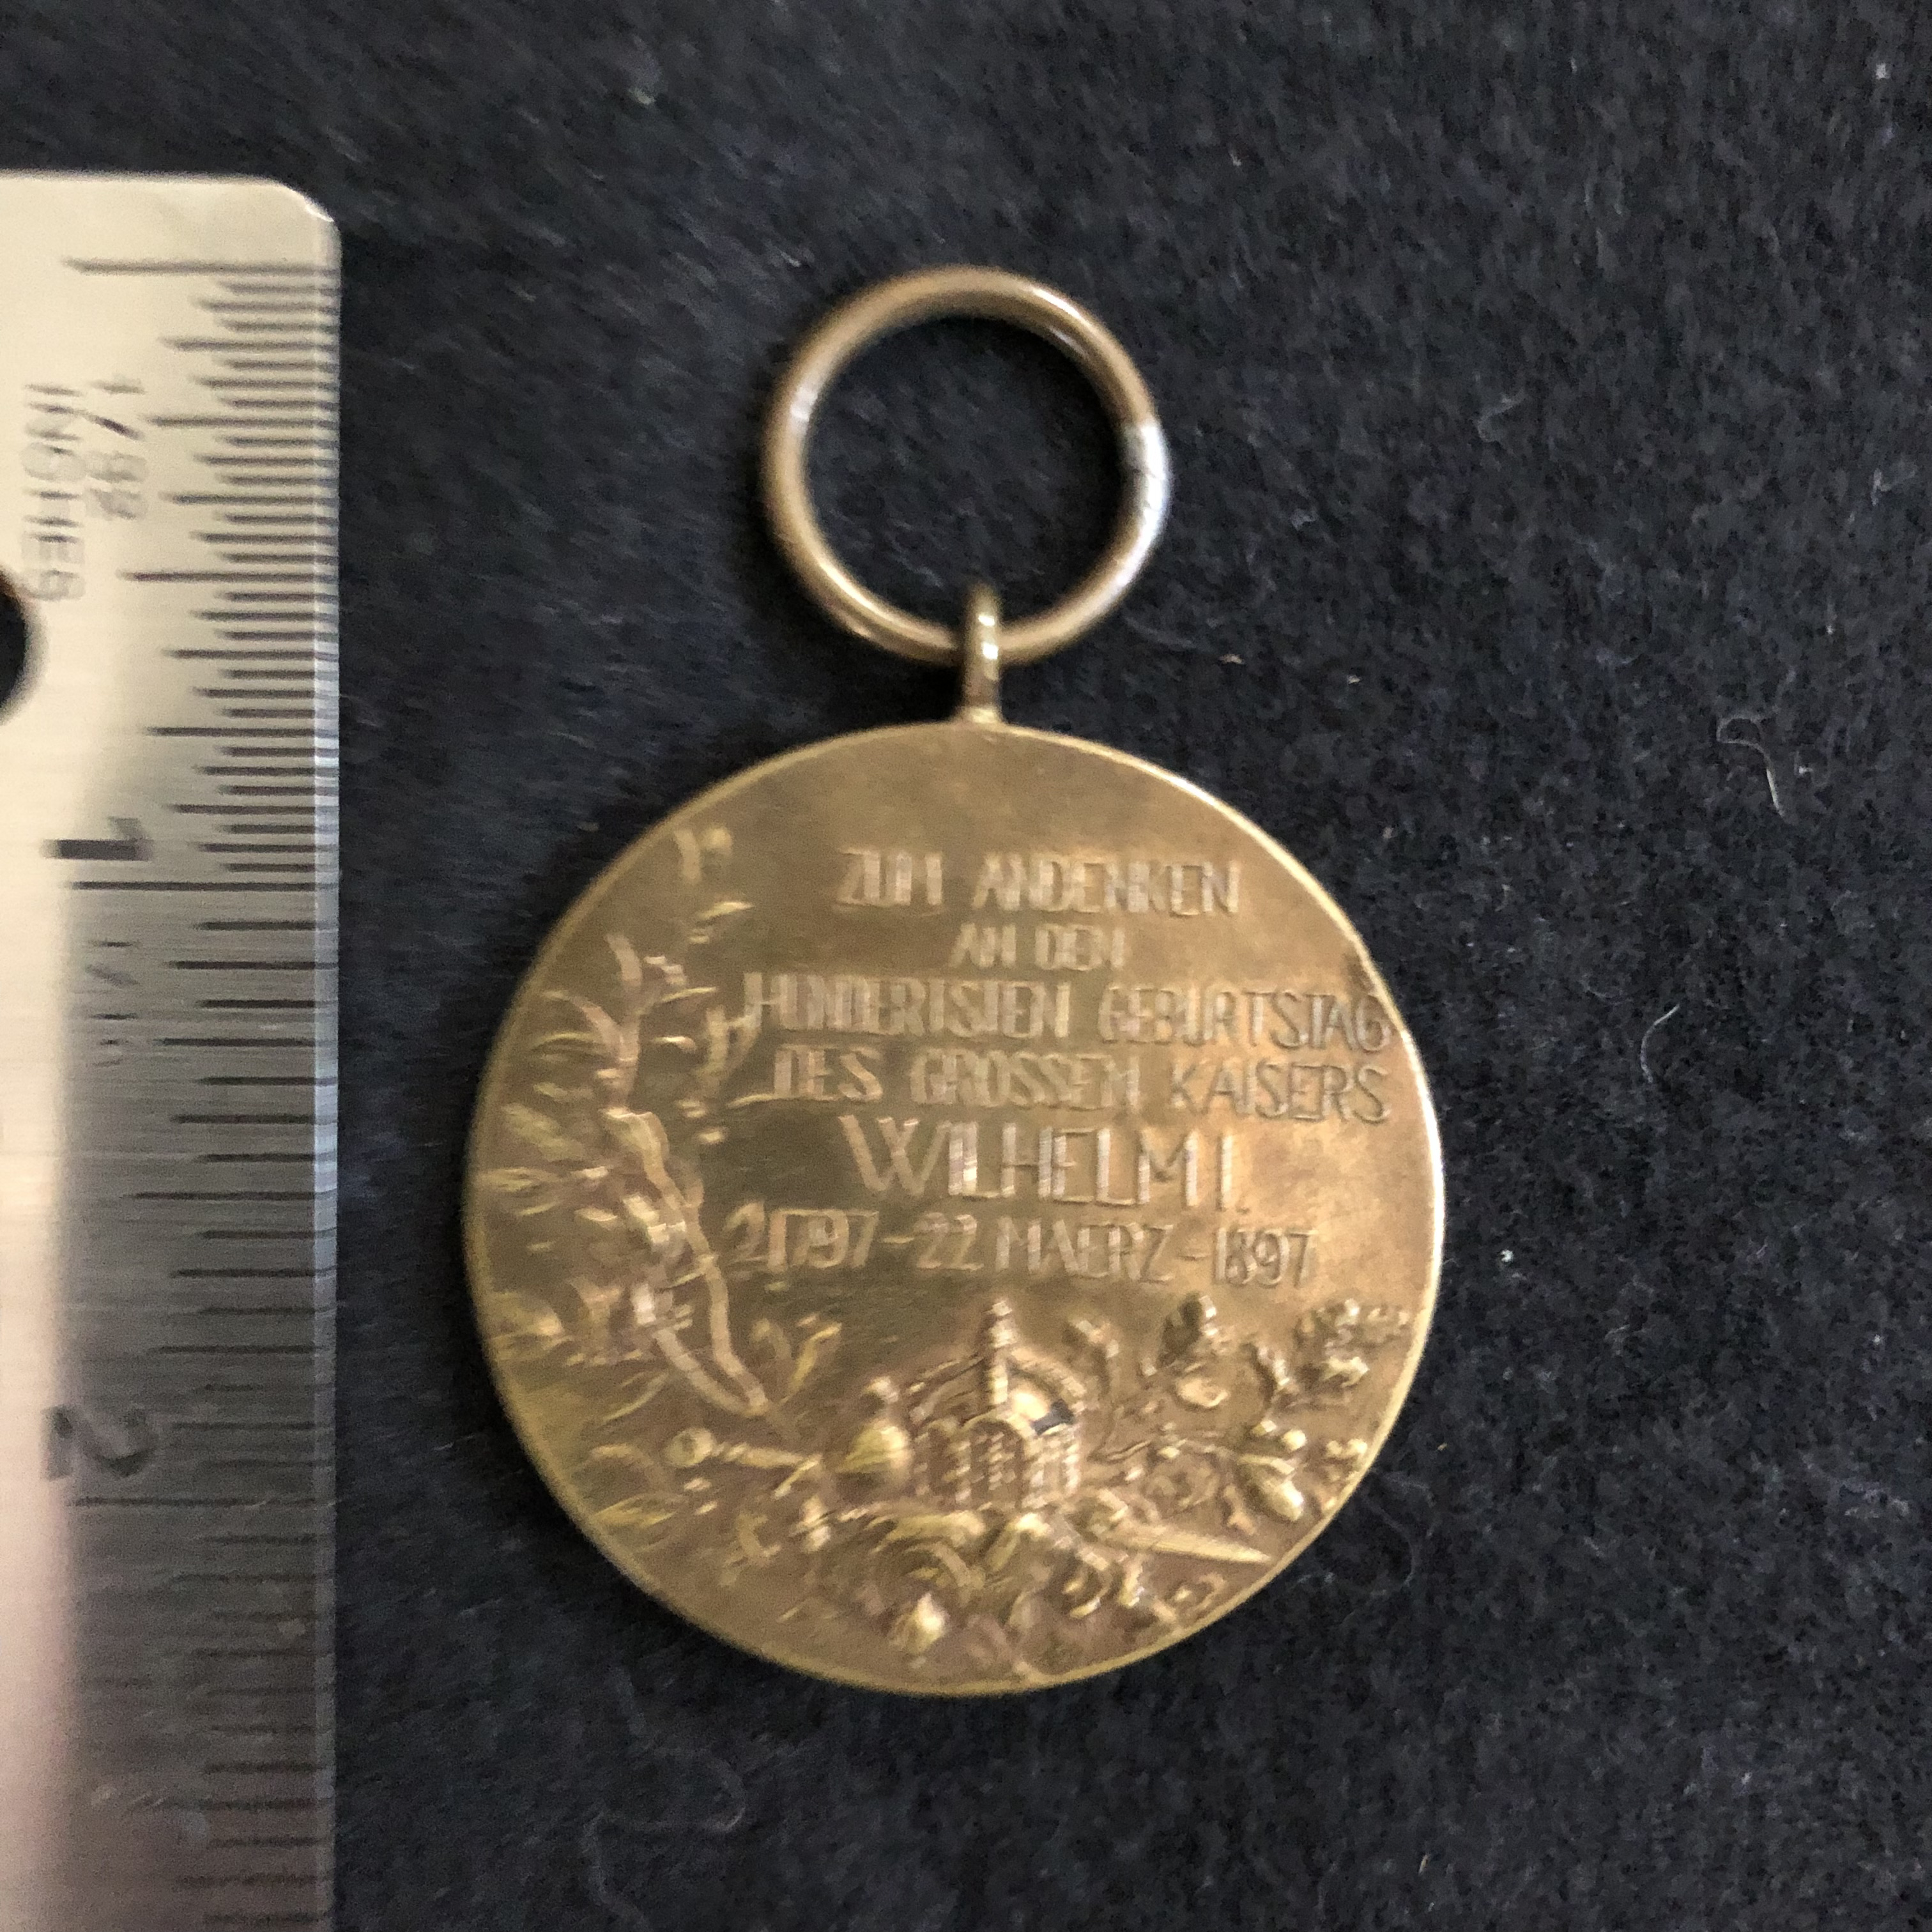 1/32
INCHES
1
2
ZUM ANDENKEN
AN DEN
HUNDERTSTEN GEBURTSTAG
DES GROSSEN KAISERS
WILHELM I.
1797-22 MAERZ-1897